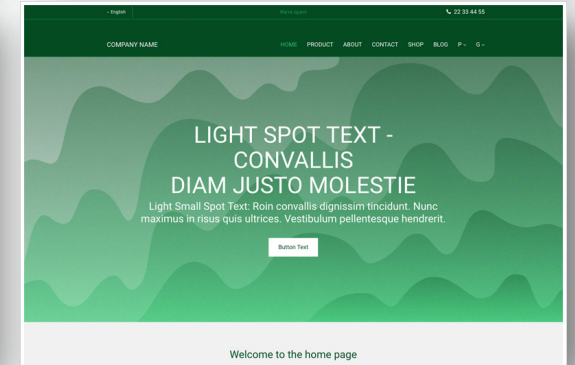 English
22 33 44 55
COMPANY NAME
HOME PRODUCT ABOUT CONTACT SHOP BLOG P G
LIGHT SPOT TEXT -
CONVALLIS
DIAM JUSTO MOLESTIE
Light Small Spot Text: Roin convallis dignissim tincidunt. Nunc
maximus in risus quis ultrices. Vestibulum pellentesque hendrerit.
Button Text
Welcome to the home page